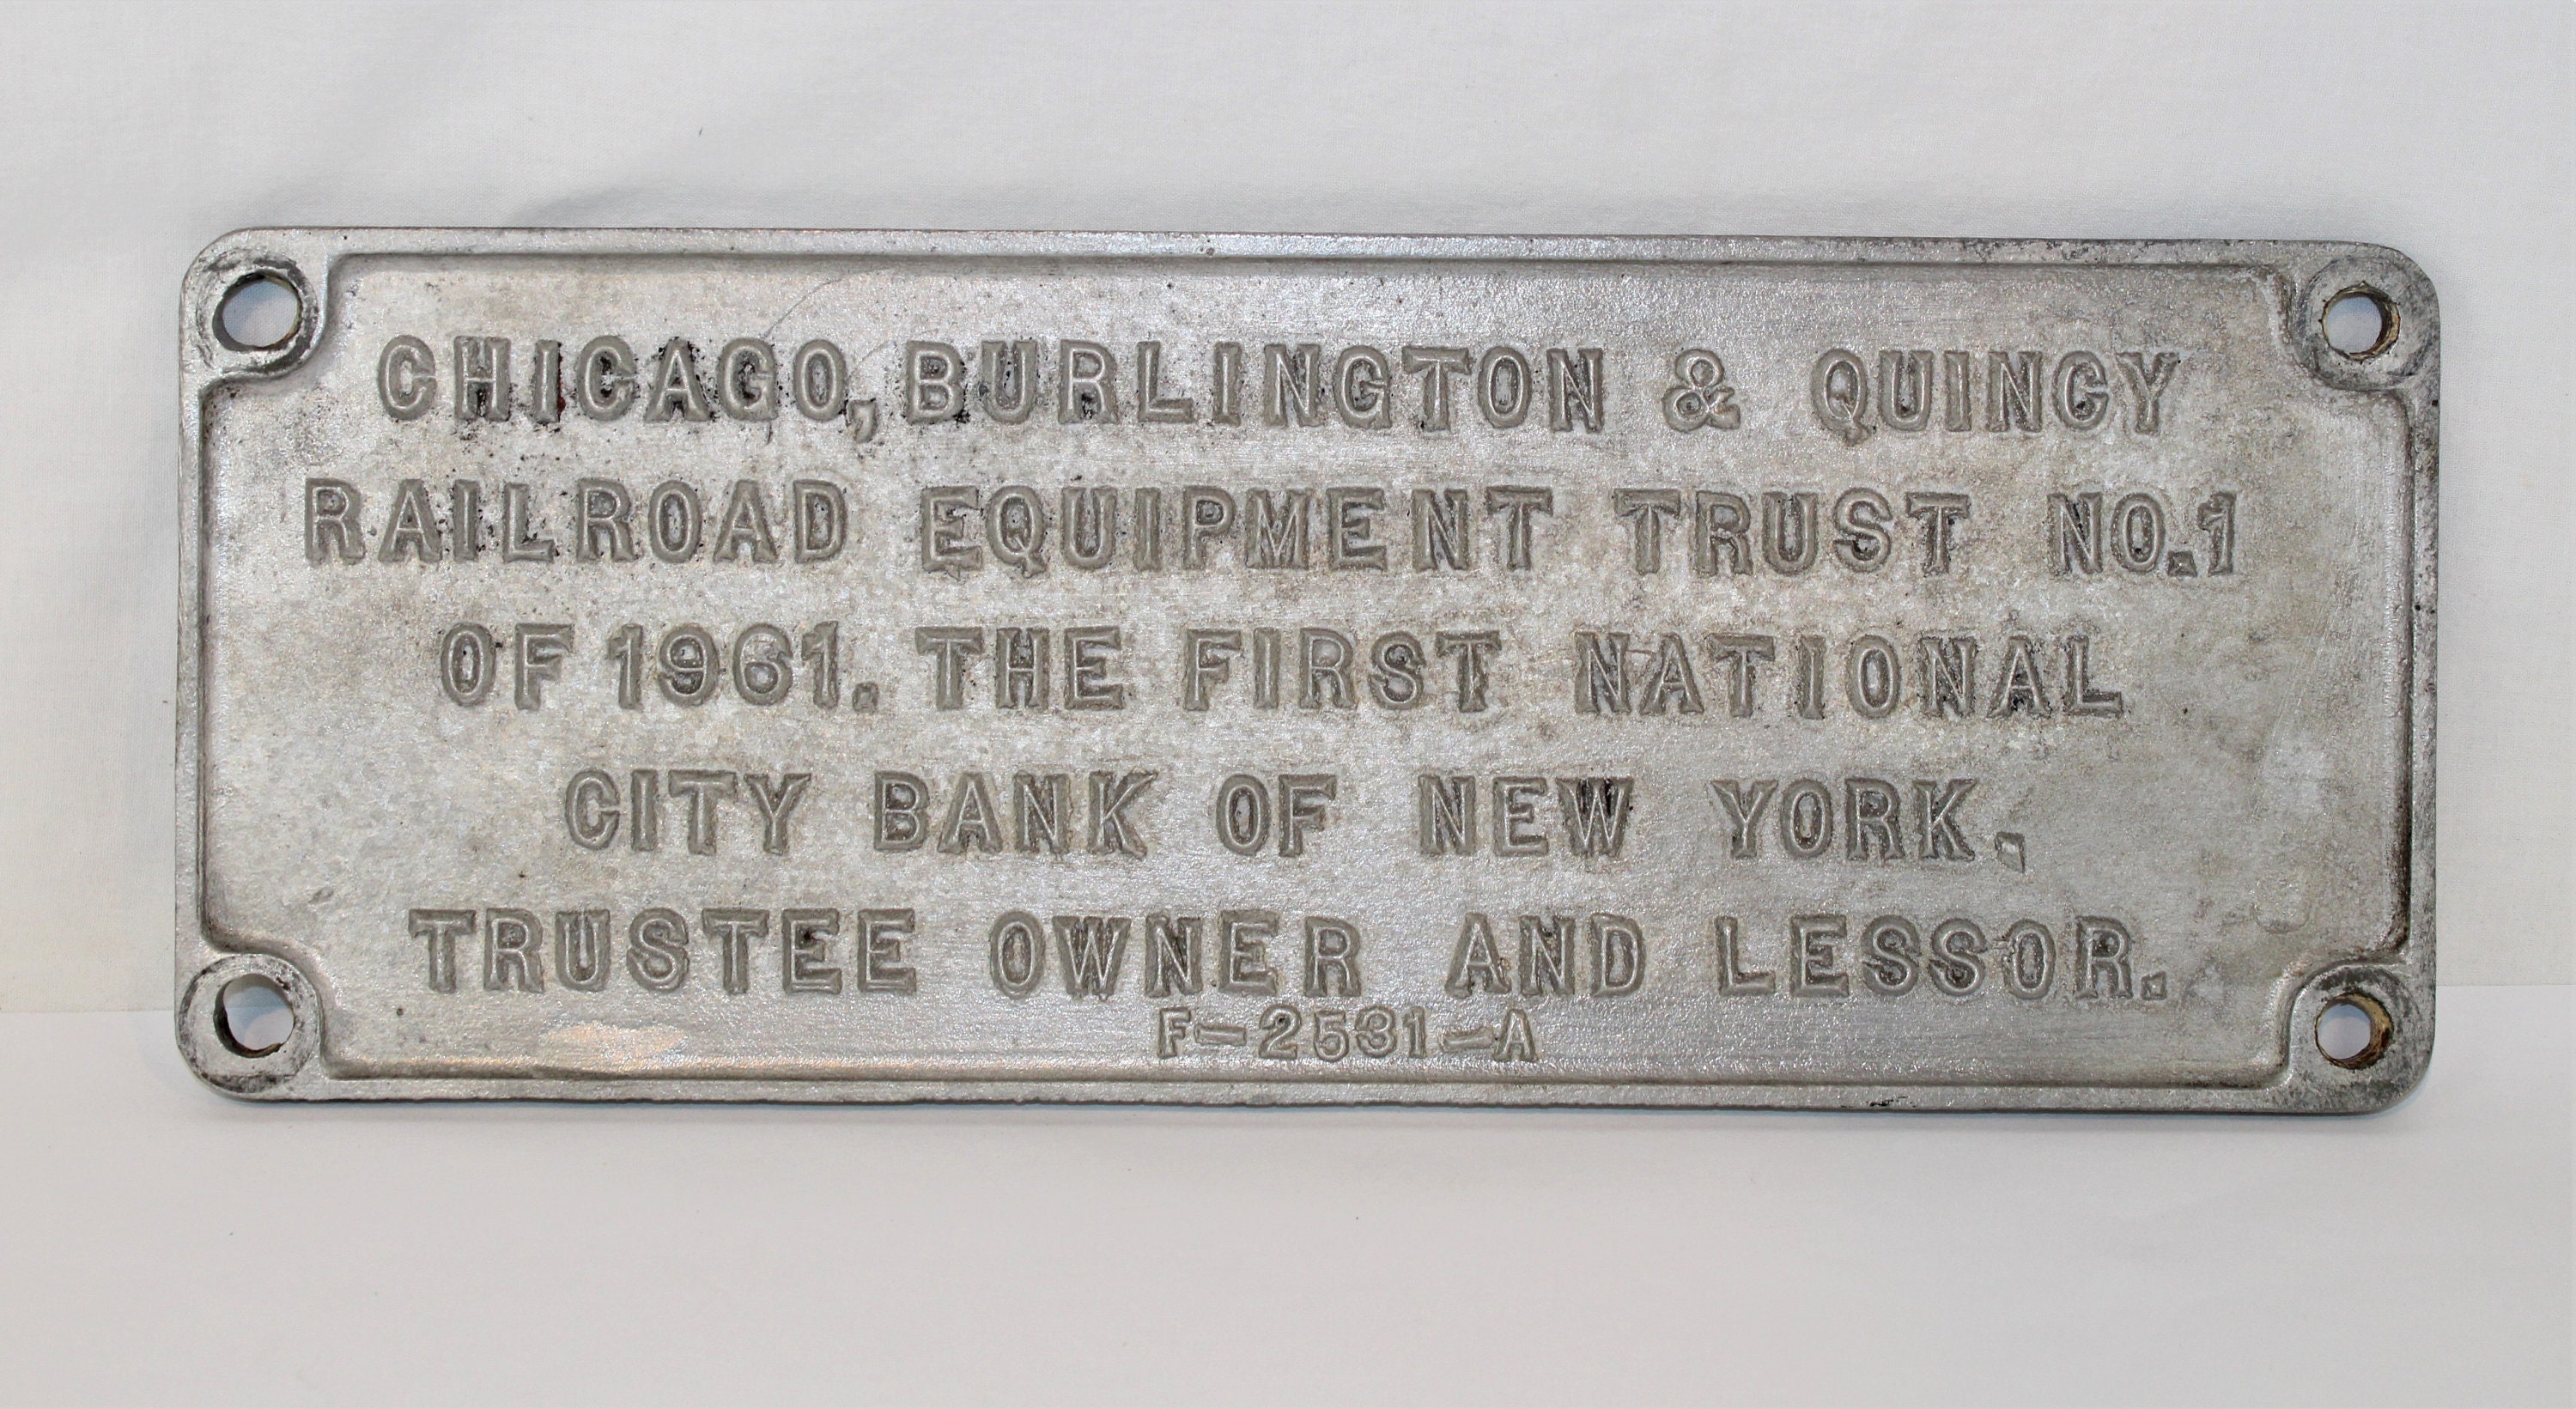 CHICAGO, BURLINGTON & QUINCY
RAILROAD EQUIPMENT TRUST NO.1
OF 1961. THE FIRST NATIONAL
CITY BANK OF NEW YORK,
TRUSTEE OWNER AND LESSOR.
F-2531-A